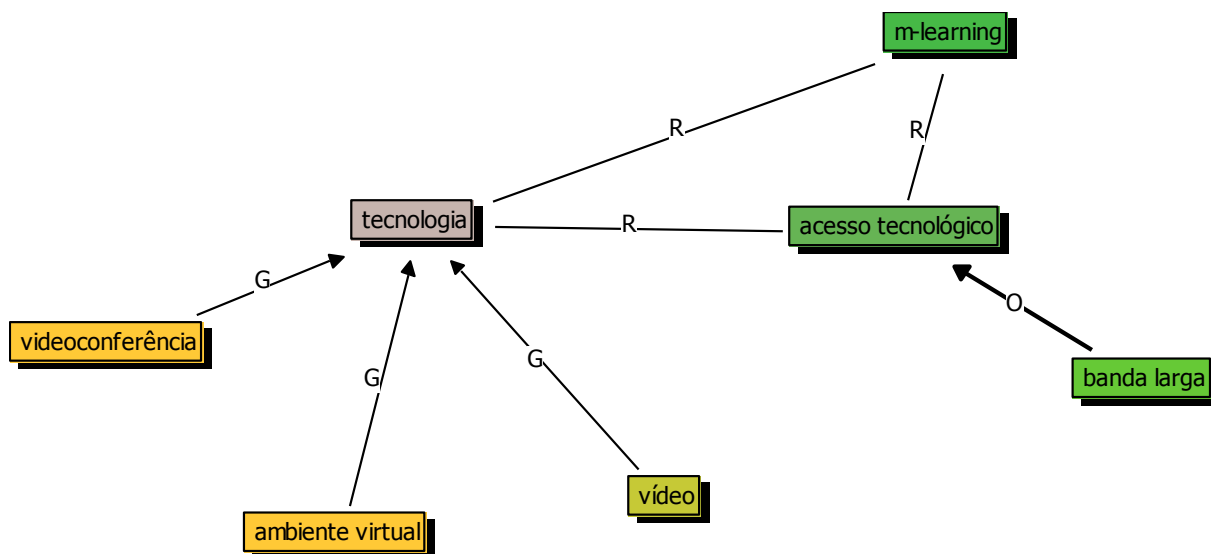 m-learning
R
R
tecnologia
R
acesso tecnológico
G
videoconferência
O
G
G
banda larga
vídeo
ambiente virtual